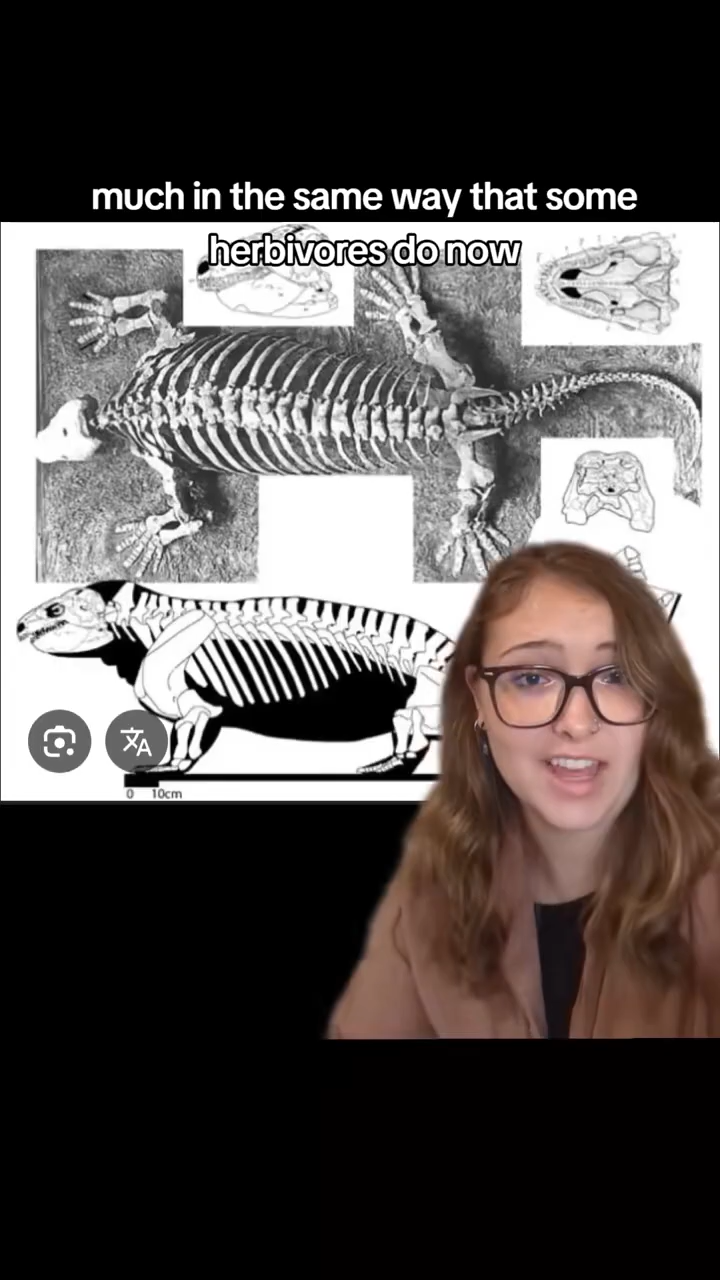 much in the same way that some
herbivores do now
0 10cm